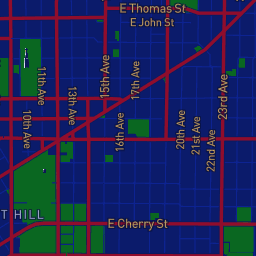 E Thomas St
E John St
11th Ave
13th Ave
15th Ave
17th Ave
10th Ave
16th Ave
20th Ave
21st Ave
22nd Ave
23rd Ave
T HILL
E Cherry St